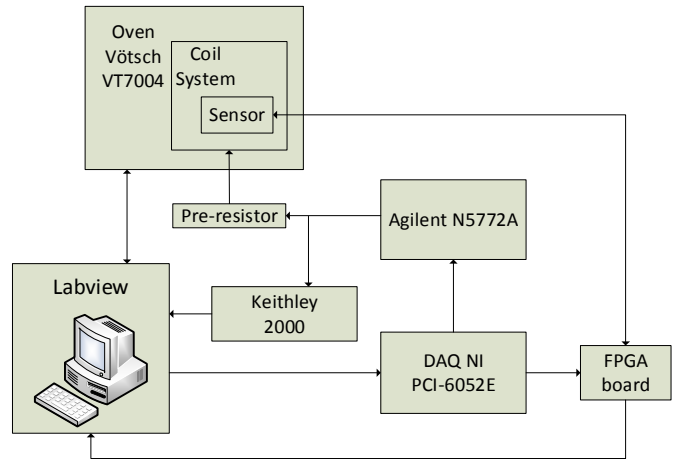 Oven
Vötsch
VT7004
Coil
System
Sensor
Pre-resistor
Agilent N5772A
Labview
Keithley
2000
DAQ NI
PCI-6052E
FPGA
board